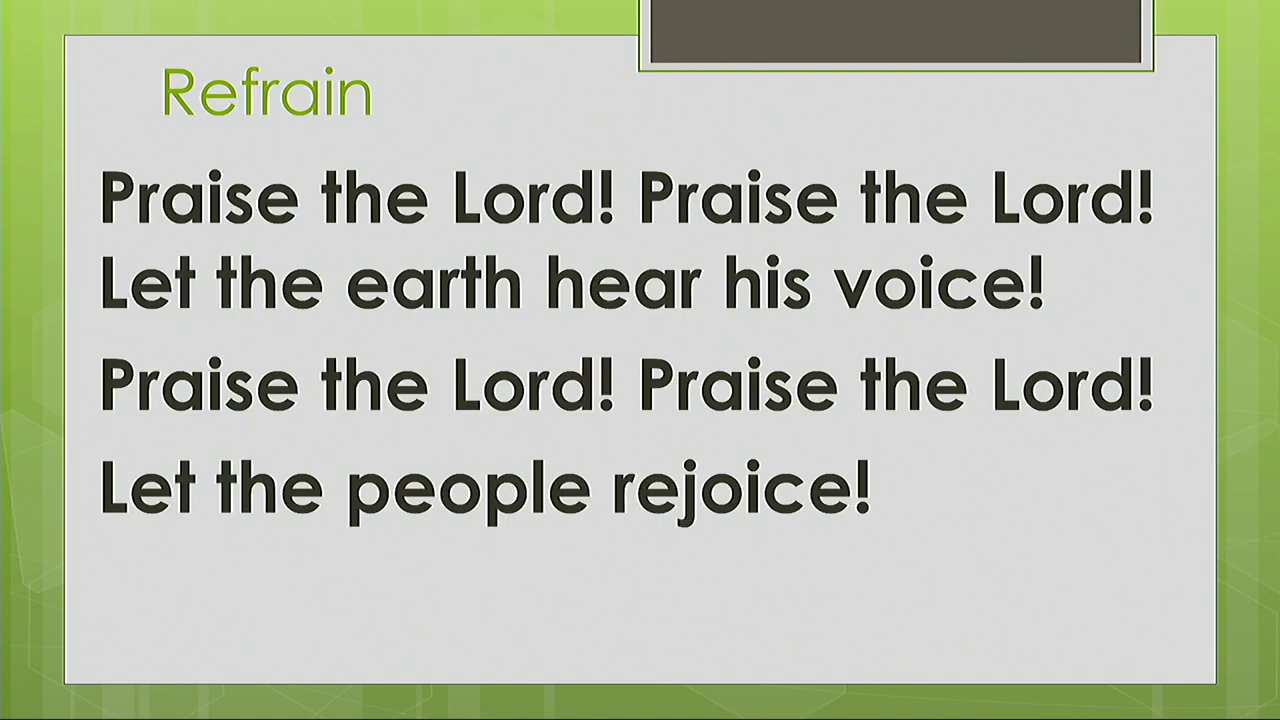 Refrain
Praise the Lord! Praise the Lord!
Let the earth hear his voice!
Praise the Lord! Praise the Lord!
Let the people rejoice!